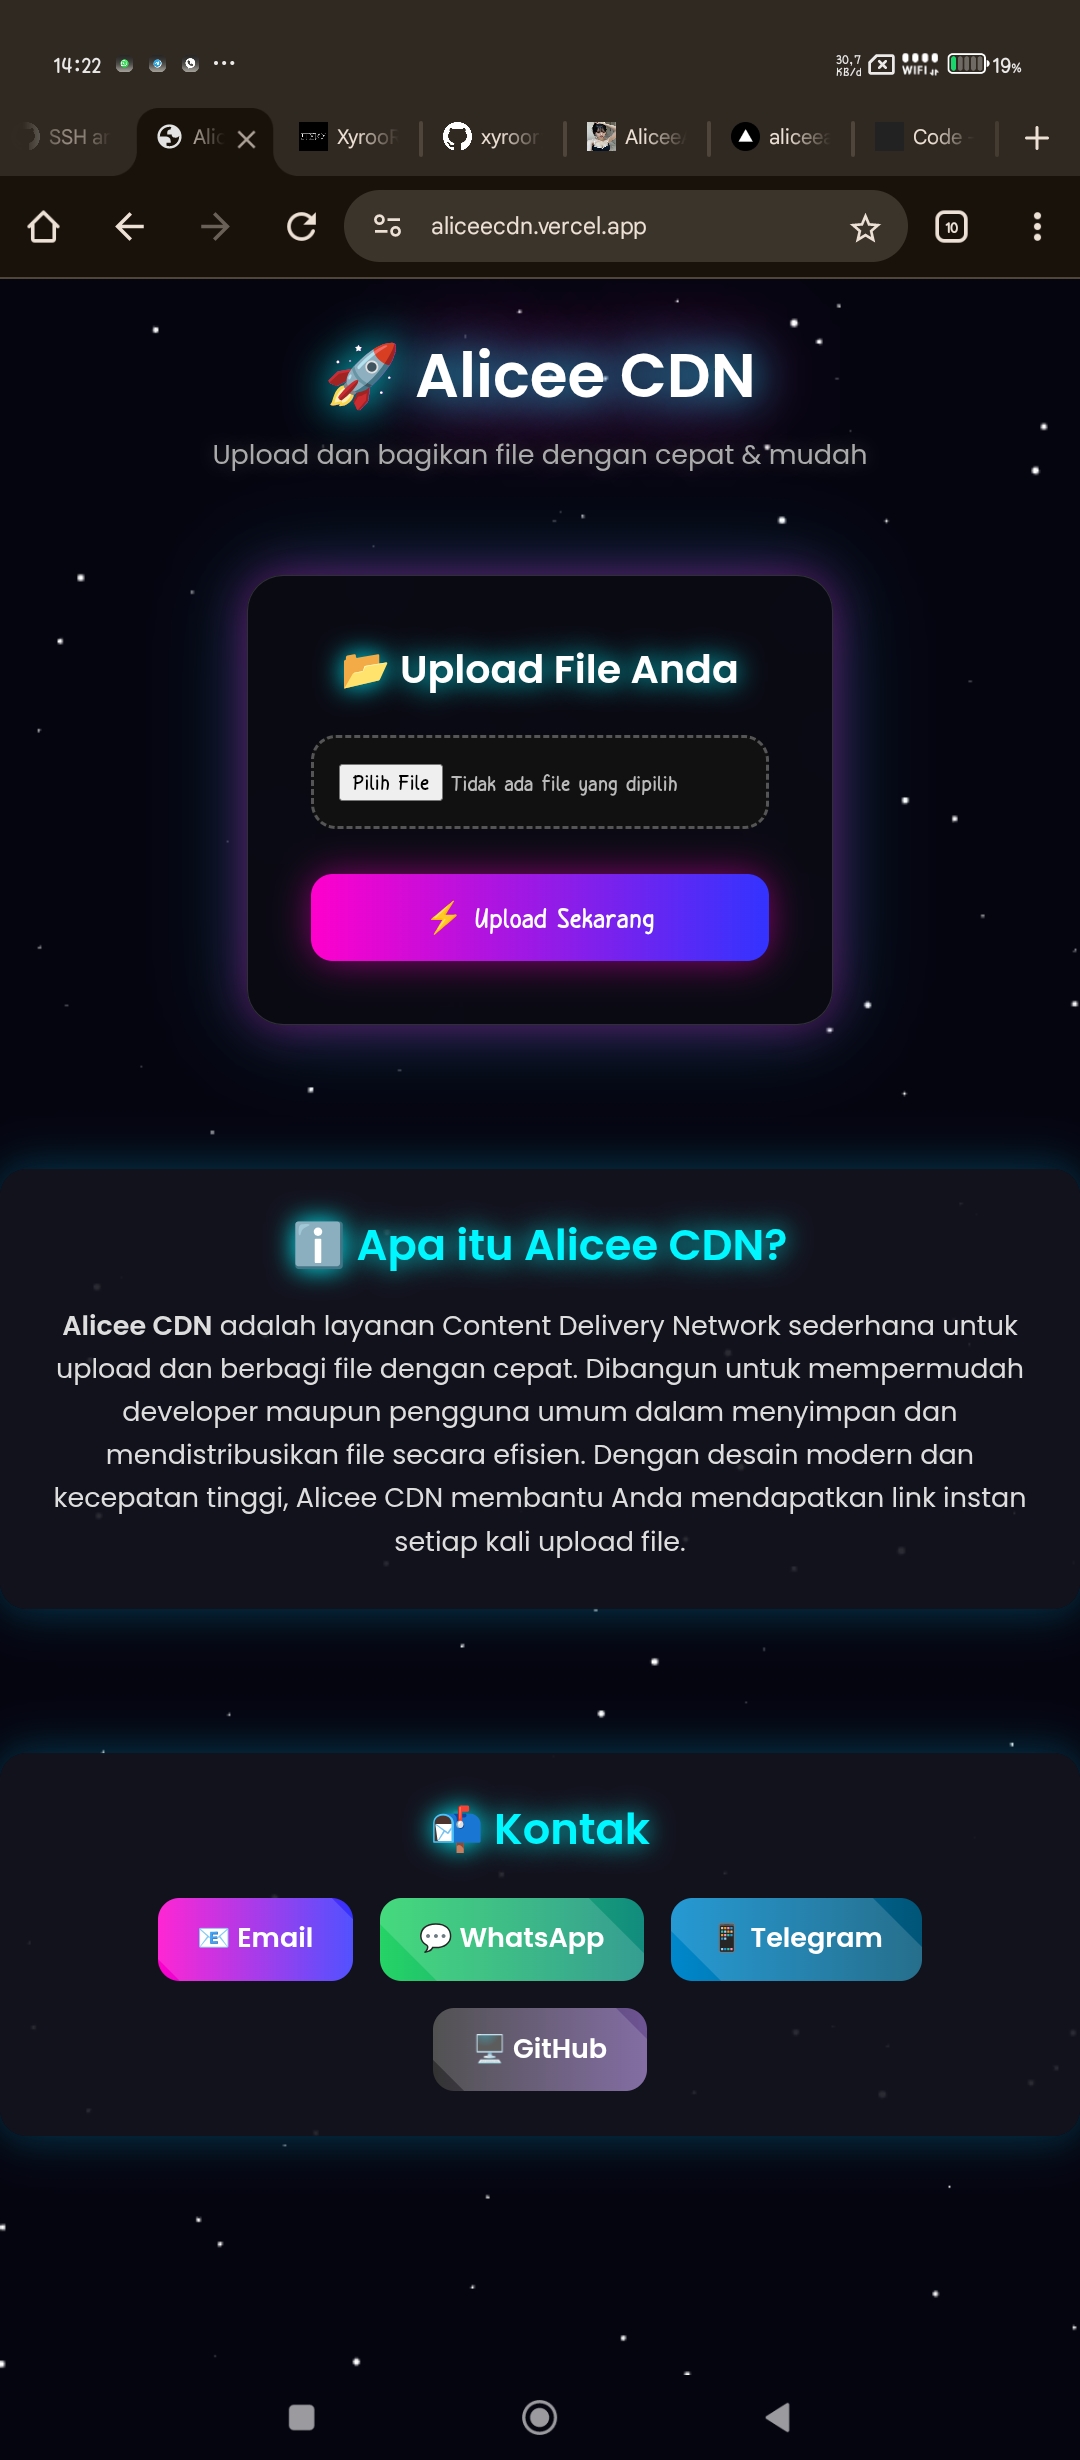 14:22
30,7
KB/d
WIFI
19%
SSH ar
Alic
XyrooR
xyroor
Alicee
alicee
Code
aliceecdn.vercel.app
10
🚀 Alicee CDN
Upload dan bagikan file dengan cepat & mudah
📂 Upload File Anda
Pilih File Tidak ada file yang dipilih
⚡ Upload Sekarang
ℹ️ Apa itu Alicee CDN?
Alicee CDN adalah layanan Content Delivery Network sederhana untuk
upload dan berbagi file dengan cepat. Dibangun untuk mempermudah
developer maupun pengguna umum dalam menyimpan dan
mendistribusikan file secara efisien. Dengan desain modern dan
kecepatan tinggi, Alicee CDN membantu Anda mendapatkan link instan
setiap kali upload file.
📬 Kontak
📧 Email
💬 WhatsApp
📱 Telegram
🖥️ GitHub